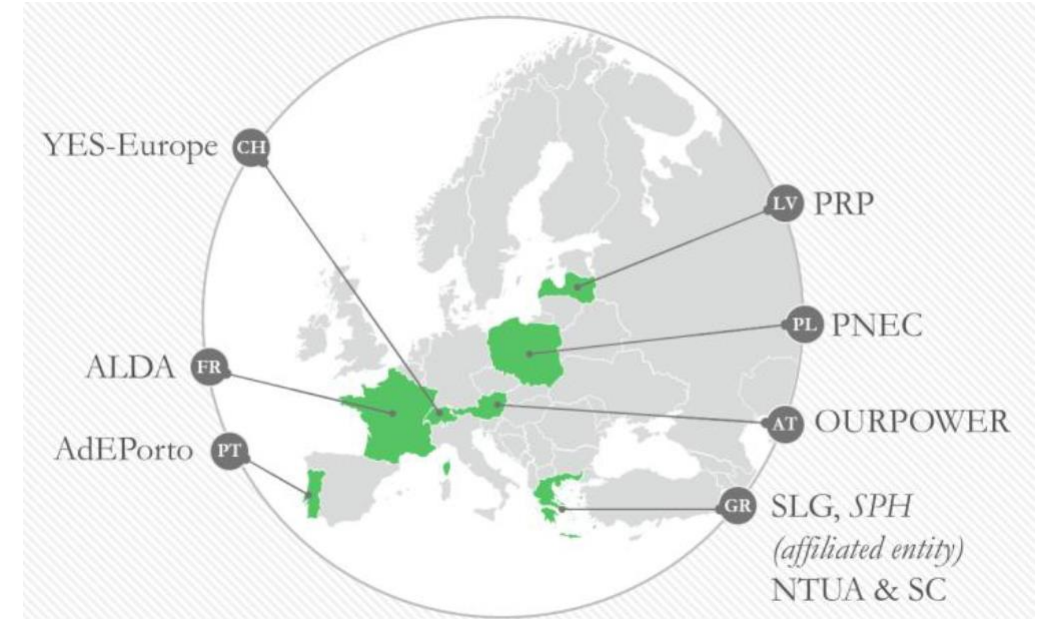 YES-Europe CH
LV PRP
PL PNEC
ALDA FR
AT OURPOWER
AdEPorto PT
GR SLG, SPH
(affiliated entity)
NTUA & SC